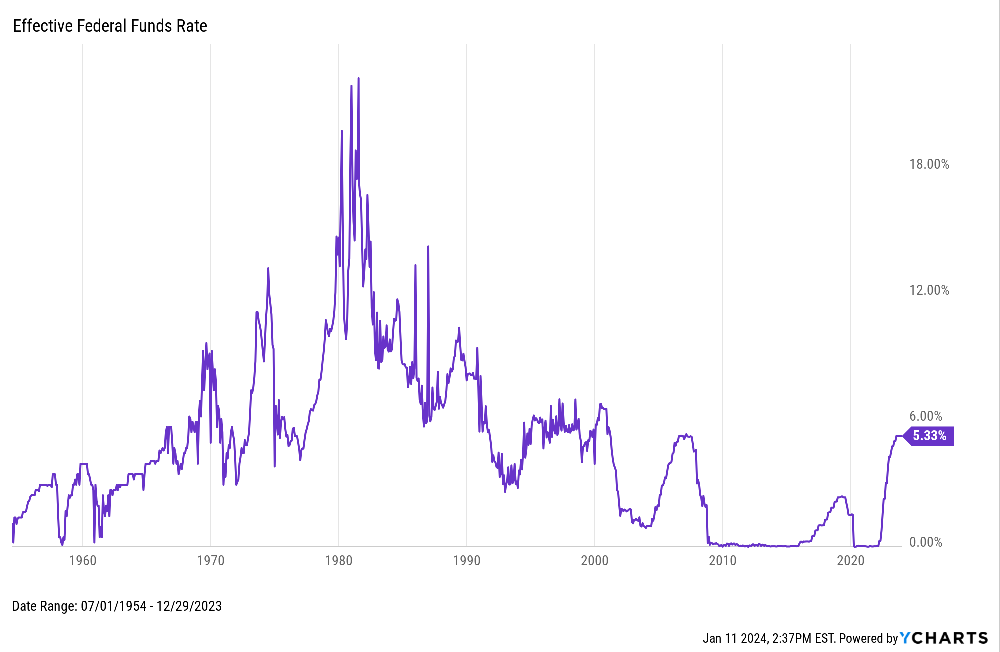 Effective Federal Funds Rate
18.00%
12.00%
6.00%
5.33%
0.00%
1960 1970 1980 1990 2000 2010 2020
Date Range: 07/01/1954 - 12/29/2023
Jan 11 2024, 2:37PM EST. Powered by YCHARTS